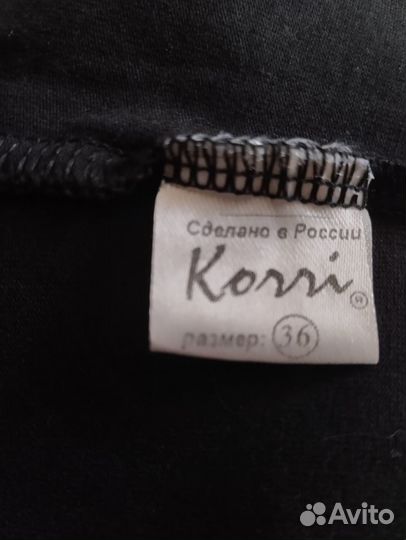 Сделано в России
Korri ®
размер: 36
Avito